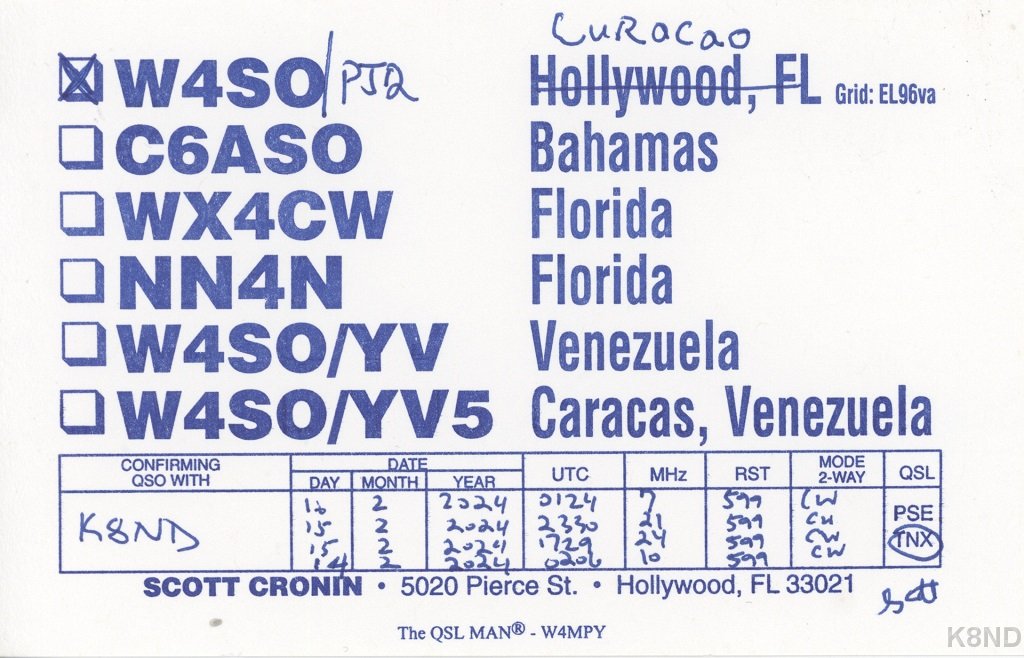 Curacao
W4SO/PJ2 Hollywood, FL Grid: EL96va
C6ASO Bahamas
WX4CW Florida
NN4N Florida
W4SO/YV Venezuela
W4SO/YV5 Caracas, Venezuela
CONFIRMING QSO WITH DATE UTC MHz RST MODE 2-WAY QSL
DAY MONTH YEAR
16 2 2024 0124 7 599 CW
K8ND 15 2 2024 2330 21 599 CW PSE
15 2 2024 1729 24 599 CW TNX
14 2 2024 0206 10 599 CW
SCOTT CRONIN • 5020 Pierce St. • Hollywood, FL 33021
Scott
The QSL MAN® - W4MPY
K8ND